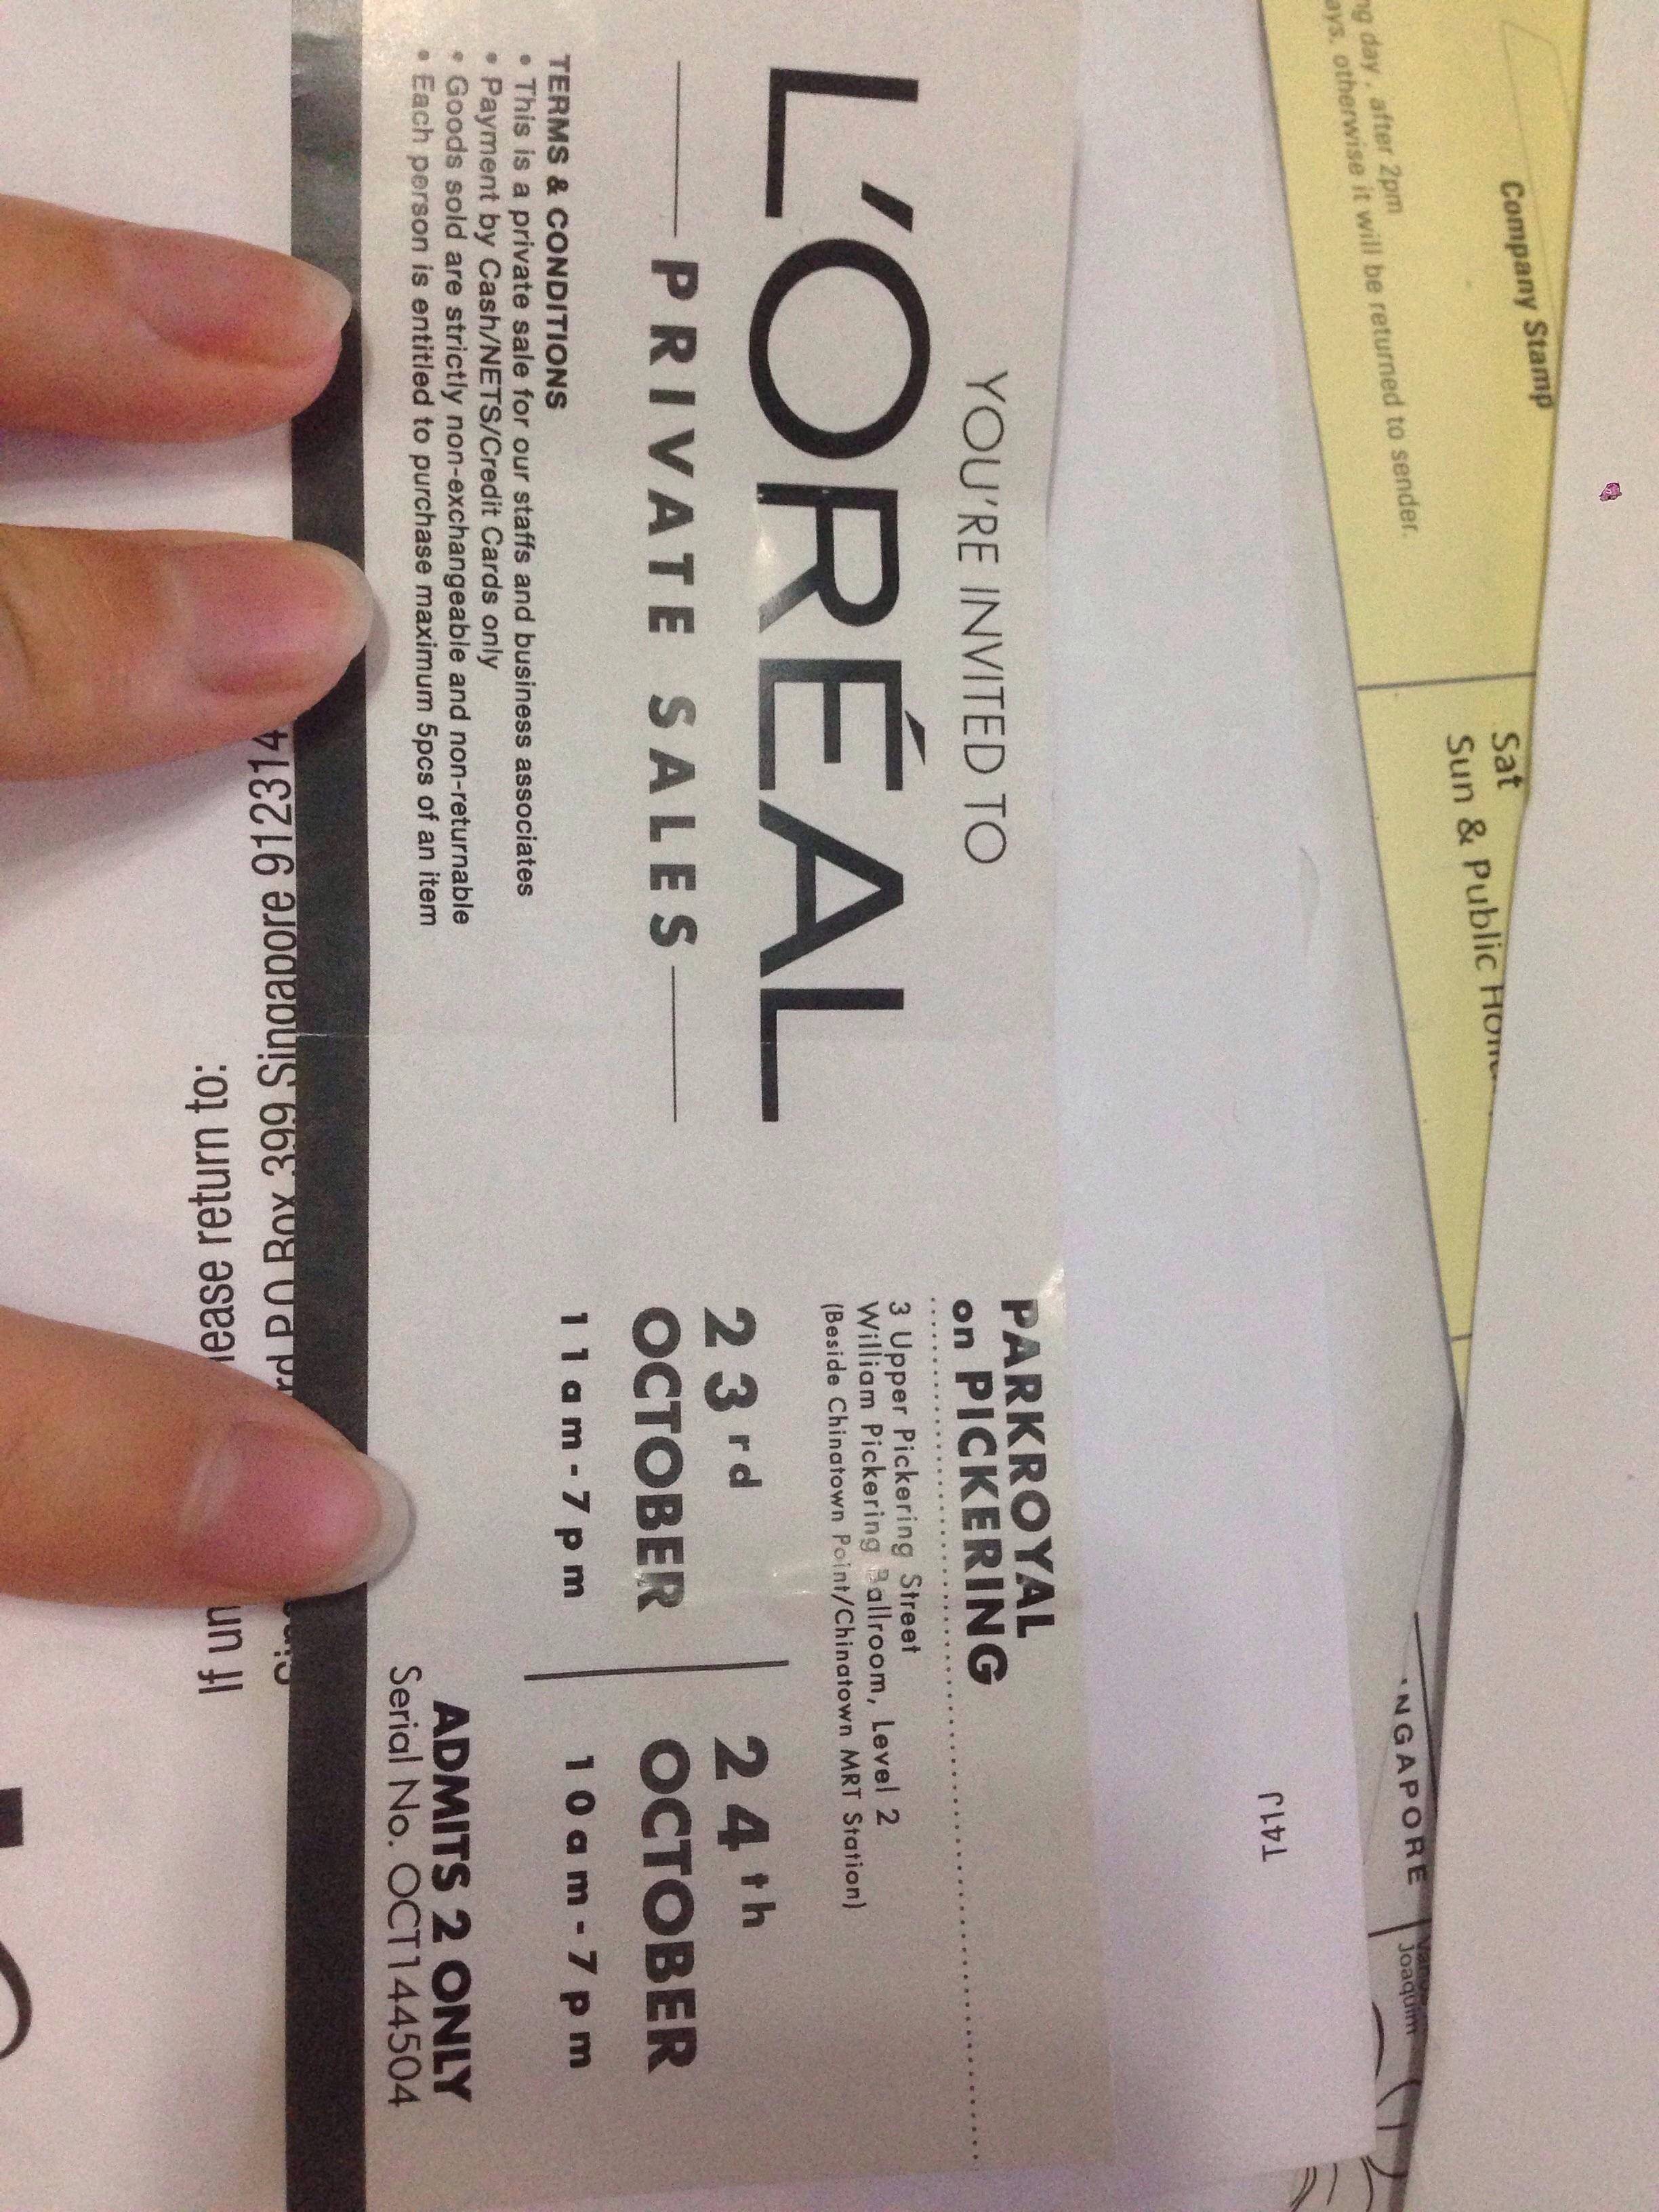 YOU'RE INVITED TO
L'ORÉAL
PRIVATE SALES
TERMS & CONDITIONS
• This is a private sale for our staffs and business associates
• Payment by Cash/NETS/Credit Cards only
• Goods sold are strictly non-exchangeable and non-returnable
• Each person is entitled to purchase maximum 5pcs of an item
PARKROYAL
on PICKERING
3 Upper Pickering Street
William Pickering Ballroom, Level 2
(Beside Chinatown Point/Chinatown MRT Station)
23rd
OCTOBER
11am-7pm
24th
OCTOBER
10am-7pm
ADMITS 2 ONLY
Serial No. OCT144504
Company Stamp
day, after 2pm
otherwise it will be returned to sender.
Sat
Sun & Public
T41J
Joaquim
If
return to:
Box 399 Singapore 912314